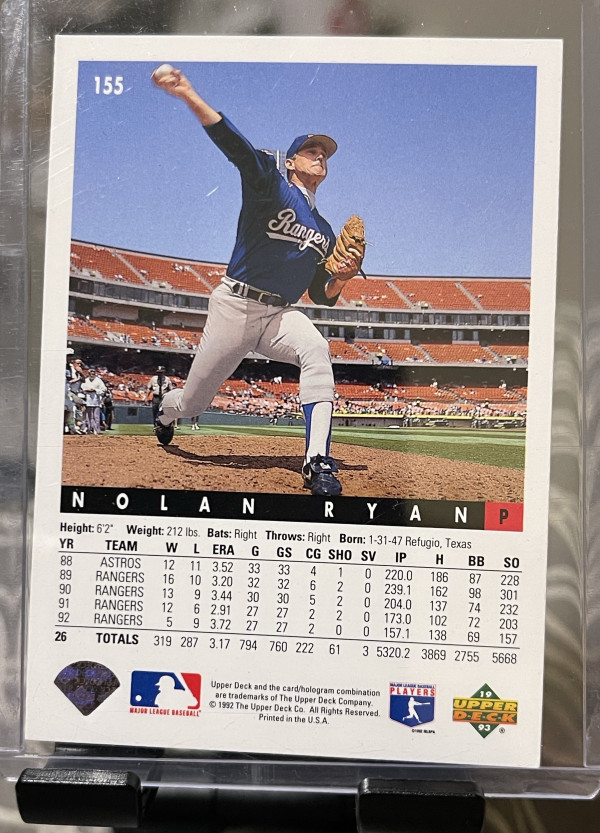 155
Rangers
NOLAN RYAN P
Height: 6'2" Weight: 212 lbs. Bats: Right Throws: Right Born: 1-31-47 Refugio, Texas
YR TEAM W L ERA G GS CG SHO SV IP H BB SO
88 ASTROS 12 11 3.52 33 33 4 1 0 220.0 186 87 228
89 RANGERS 16 10 3.20 32 32 6 2 0 239.1 162 98 301
90 RANGERS 13 9 3.44 30 30 5 2 0 204.0 137 74 232
91 RANGERS 12 6 2.91 27 27 2 2 0 173.0 102 72 203
92 RANGERS 5 9 3.72 27 27 2 0 0 157.1 138 69 157
26 TOTALS 319 287 3.17 794 760 222 61 3 5320.2 3869 2755 5668
MAJOR LEAGUE BASEBALL
Upper Deck and the card/hologram combination
are trademarks of The Upper Deck Company.
© 1992 The Upper Deck Co. All Rights Reserved.
Printed in the U.S.A.
MAJOR LEAGUE BASEBALL
PLAYERS
©1992 MLBPA
19
UPPER
DECK
93